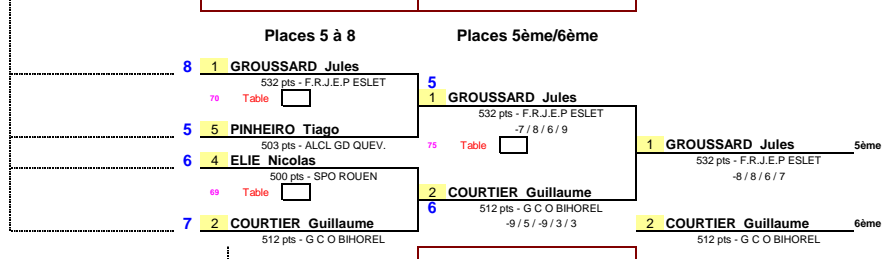 Places 5 à 8
Places 5ème/6ème
8 1 GROUSSARD Jules
532 pts - F.R.J.E.P ESLET
5
70 Table
1 GROUSSARD Jules
532 pts - F.R.J.E.P ESLET
5 5 PINHEIRO Tiago
-7 / 8 / 6 / 9
503 pts - ALCL GD QUEV.
75 Table
1 GROUSSARD Jules 5ème
6 4 ELIE Nicolas
532 pts - F.R.J.E.P ESLET
500 pts - SPO ROUEN
-8 / 8 / 6 / 7
69 Table
2 COURTIER Guillaume
6
512 pts - G C O BIHOREL
7 2 COURTIER Guillaume
-9 / 5 / -9 / 3 / 3
2 COURTIER Guillaume 6ème
512 pts - G C O BIHOREL
512 pts - G C O BIHOREL